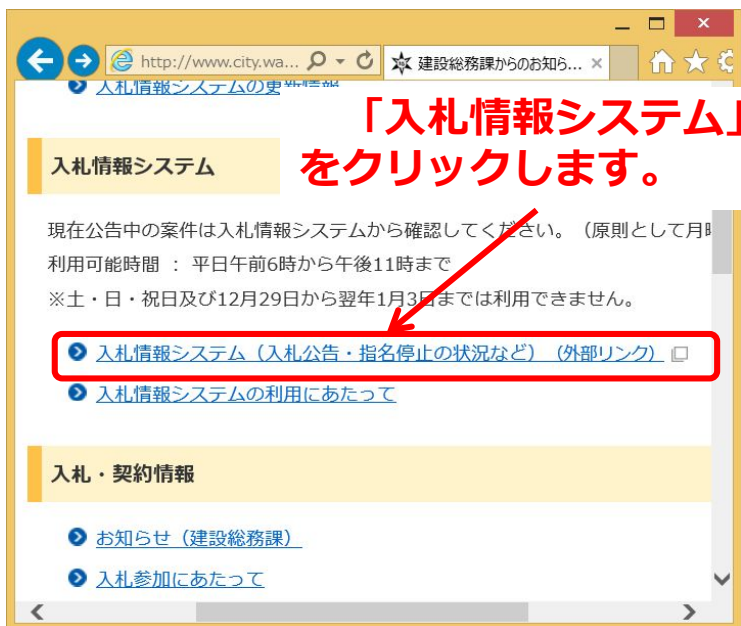 http://www.city.wa...
建設総務課からのお知ら...
入札情報システムの更新情報
「入札情報システム」
をクリックします。
入札情報システム
現在公告中の案件は入札情報システムから確認してください。（原則として月
利用可能時間 ： 平日午前6時から午後11時まで
※土・日・祝日及び12月29日から翌年1月3日までは利用できません。
入札情報システム（入札公告・指名停止の状況など）（外部リンク）
入札情報システムの利用にあたって
入札・契約情報
お知らせ（建設総務課）
入札参加にあたって